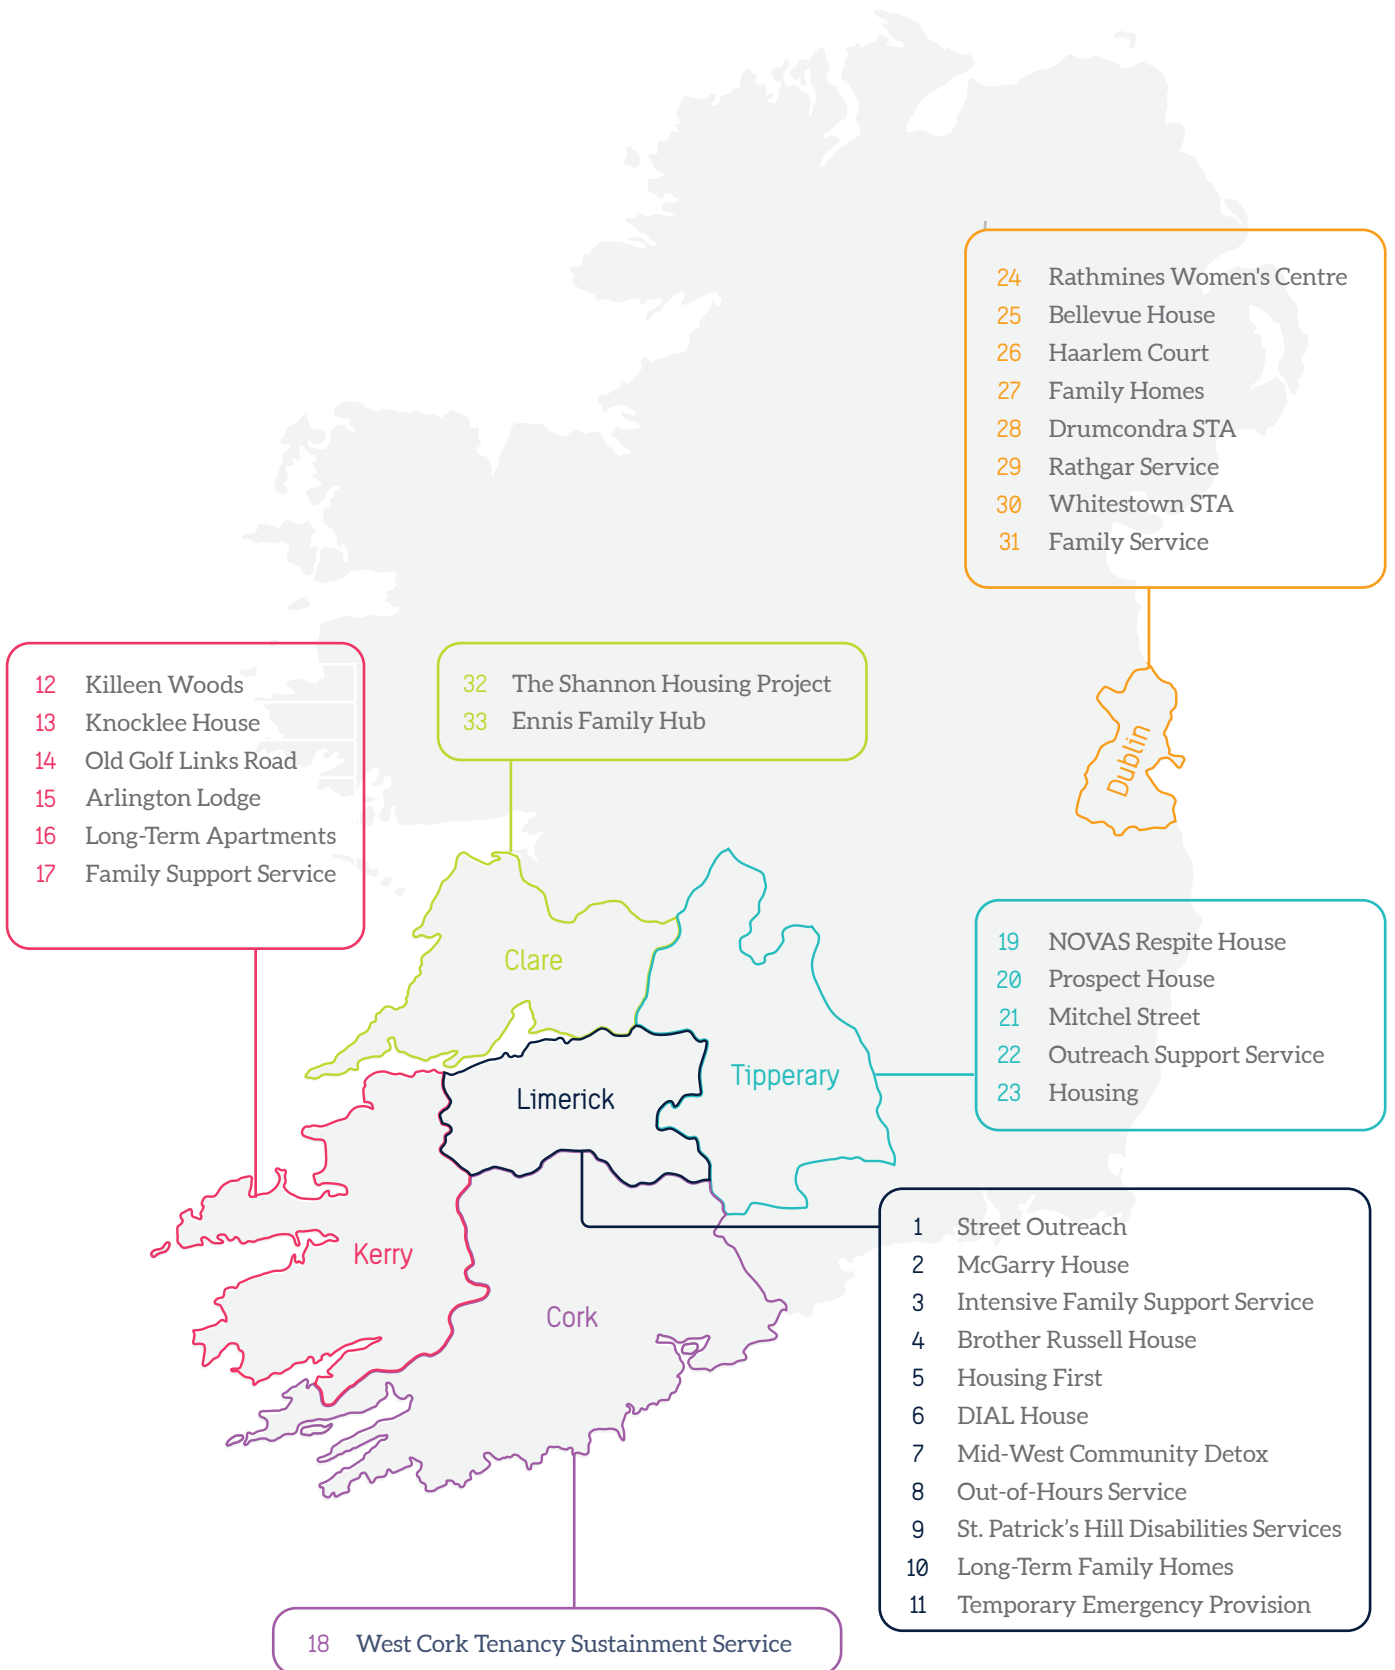 24 Rathmines Women's Centre
25 Bellevue House
26 Haarlem Court
27 Family Homes
28 Drumcondra STA
29 Rathgar Service
30 Whitestown STA
31 Family Service
12 Killeen Woods
13 Knocklee House
14 Old Golf Links Road
15 Arlington Lodge
16 Long-Term Apartments
17 Family Support Service
32 The Shannon Housing Project
33 Ennis Family Hub
Dublin
Clare
Tipperary
Limerick
Kerry
Cork
19 NOVAS Respite House
20 Prospect House
21 Mitchel Street
22 Outreach Support Service
23 Housing
1 Street Outreach
2 McGarry House
3 Intensive Family Support Service
4 Brother Russell House
5 Housing First
6 DIAL House
7 Mid-West Community Detox
8 Out-of-Hours Service
9 St. Patrick’s Hill Disabilities Services
10 Long-Term Family Homes
11 Temporary Emergency Provision
18 West Cork Tenancy Sustainment Service